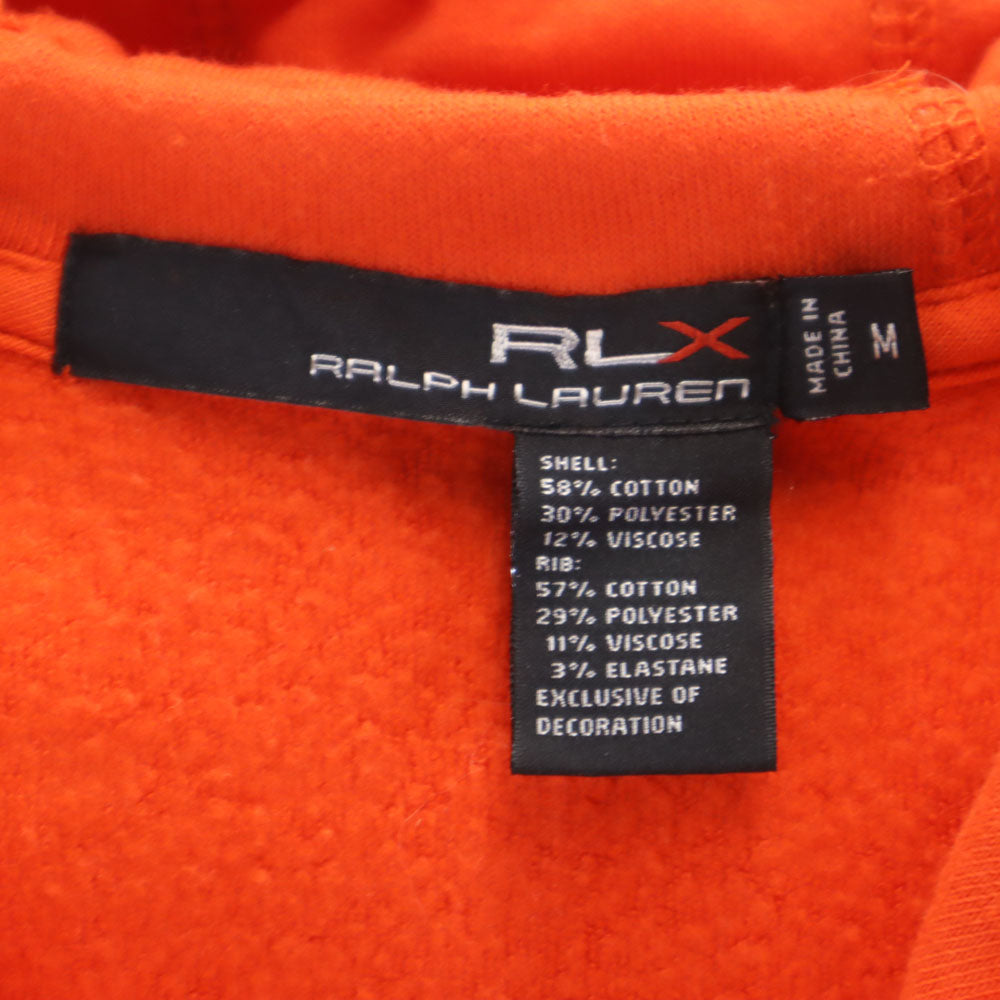 RLX
RALPH LAUREN
MADE IN
CHINA
M
SHELL:
58% COTTON
30% POLYESTER
12% VISCOSE
RIB:
57% COTTON
29% POLYESTER
11% VISCOSE
3% ELASTANE
EXCLUSIVE OF
DECORATION